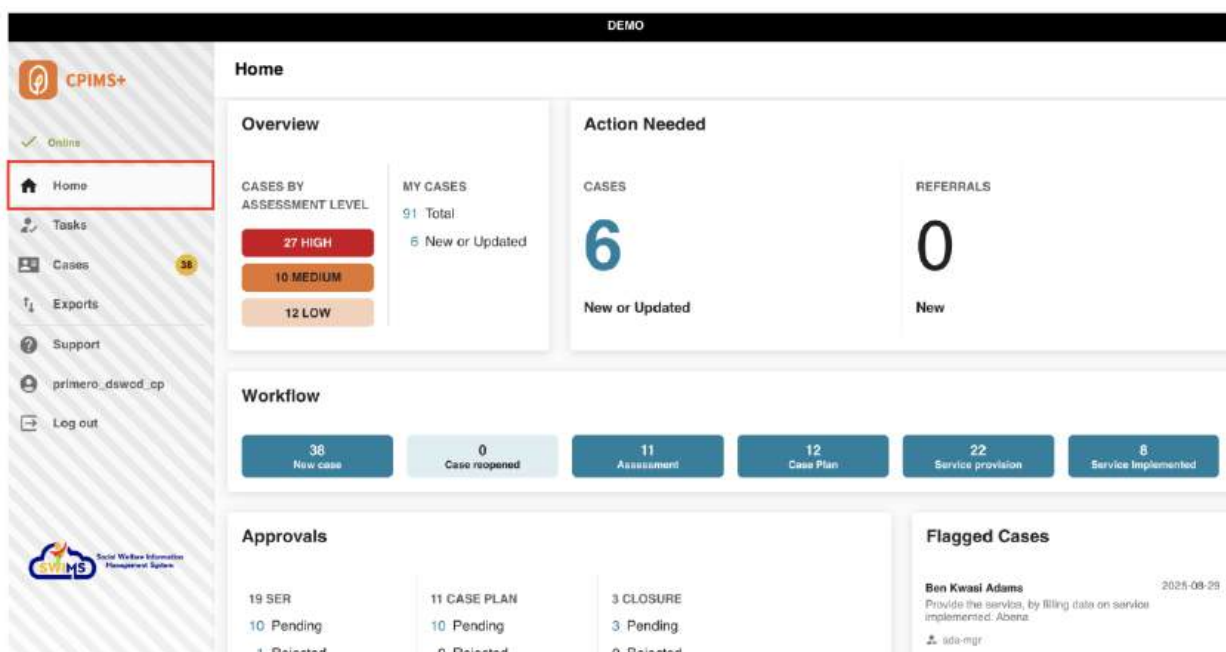 DEMO
CPIMS+
Online
Home
Tasks
Cases 38
Exports
Support
primero_dswod_cp
Log out
SWIMS
Social Welfare Information
Management System
Home
Overview
CASES BY
ASSESSMENT LEVEL
27 HIGH
10 MEDIUM
12 LOW
MY CASES
91 Total
6 New or Updated
Action Needed
CASES
6
New or Updated
REFERRALS
0
New
Workflow
38
New case
0
Case reopened
11
Assessment
12
Case Plan
22
Service provision
8
Service Implemented
Approvals
19 SER
10 Pending
11 CASE PLAN
10 Pending
3 CLOSURE
3 Pending
Flagged Cases
Ben Kwasi Adams 2025-08-29
Provide the service, by filling date on service
implemented. Abena
ada-mgr